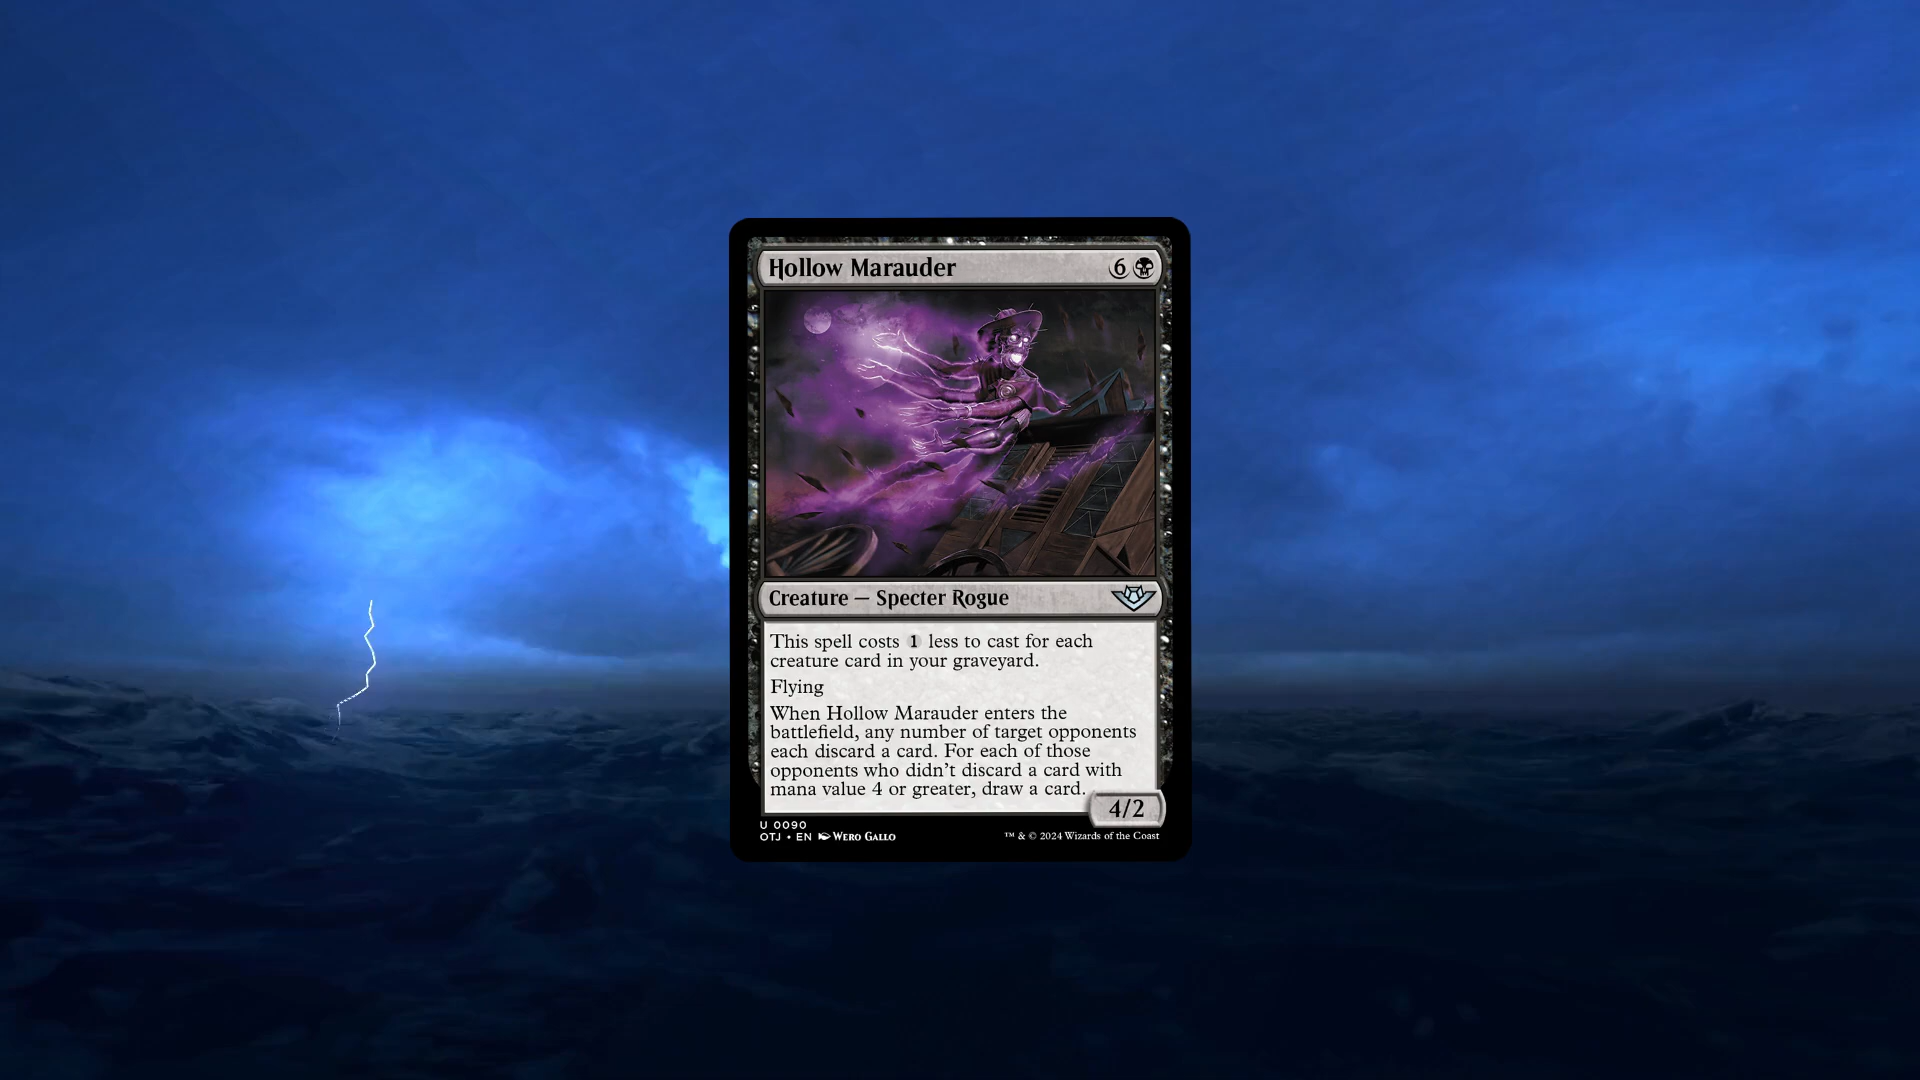 Hollow Marauder 6
Creature — Specter Rogue
This spell costs 1 less to cast for each
creature card in your graveyard.
Flying
When Hollow Marauder enters the
battlefield, any number of target opponents
each discard a card. For each of those
opponents who didn't discard a card with
mana value 4 or greater, draw a card.
4/2
U 0090
OTJ • EN Wero Gallo
™ & © 2024 Wizards of the Coast